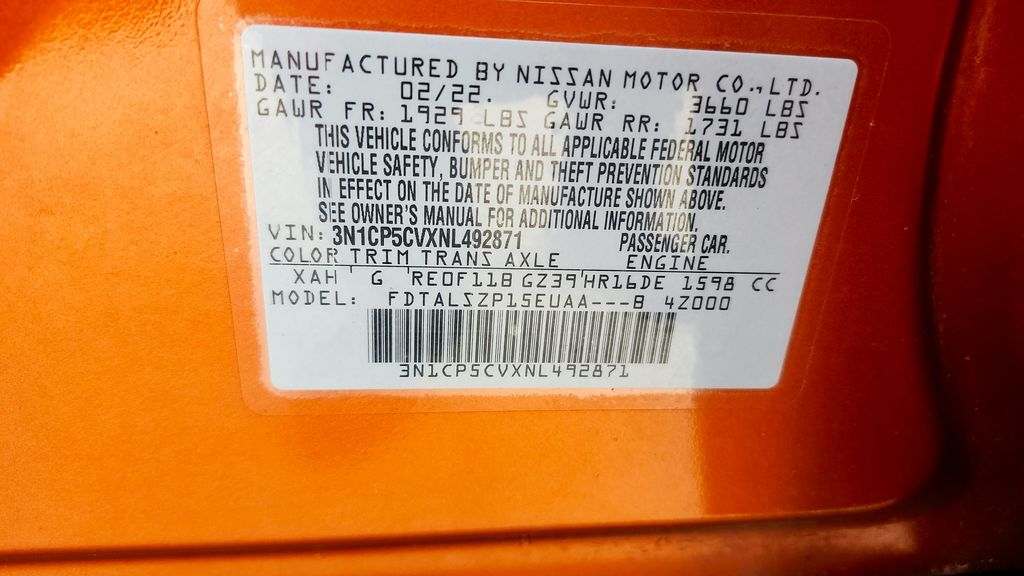 MANUFACTURED BY NISSAN MOTOR CO.,LTD.
DATE: 02/22. GVWR: 3660 LBS
GAWR FR: 1929 LBS GAWR RR: 1731 LBS
THIS VEHICLE CONFORMS TO ALL APPLICABLE FEDERAL MOTOR
VEHICLE SAFETY, BUMPER AND THEFT PREVENTION STANDARDS
IN EFFECT ON THE DATE OF MANUFACTURE SHOWN ABOVE.
SEE OWNER'S MANUAL FOR ADDITIONAL INFORMATION.
VIN: 3N1CP5CVXNL492871 PASSENGER CAR.
COLOR TRIM TRANS AXLE ENGINE
XAH G RE0F11B GZ39 HR16DE 1598 CC
MODEL: FDTALSZP15EUAA---B 4Z000
3N1CP5CVXNL492871